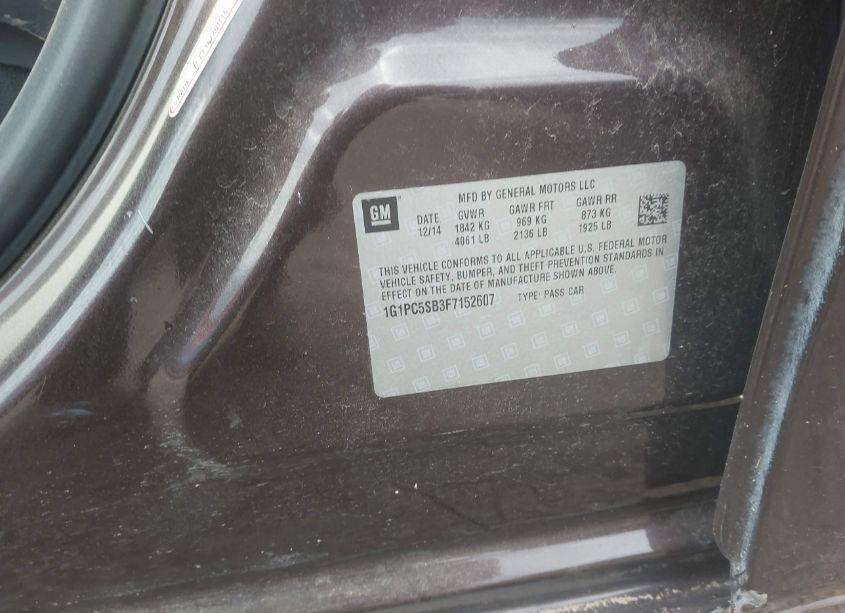 GM
MFD BY GENERAL MOTORS LLC
DATE GVWR GAWR FRT GAWR RR
12/14 1842 KG 969 KG 873 KG
4061 LB 2136 LB 1925 LB
THIS VEHICLE CONFORMS TO ALL APPLICABLE U.S. FEDERAL MOTOR
VEHICLE SAFETY, BUMPER, AND THEFT PREVENTION STANDARDS IN
EFFECT ON THE DATE OF MANUFACTURE SHOWN ABOVE.
1G1PC5SB3F7152607 TYPE: PASS CAR